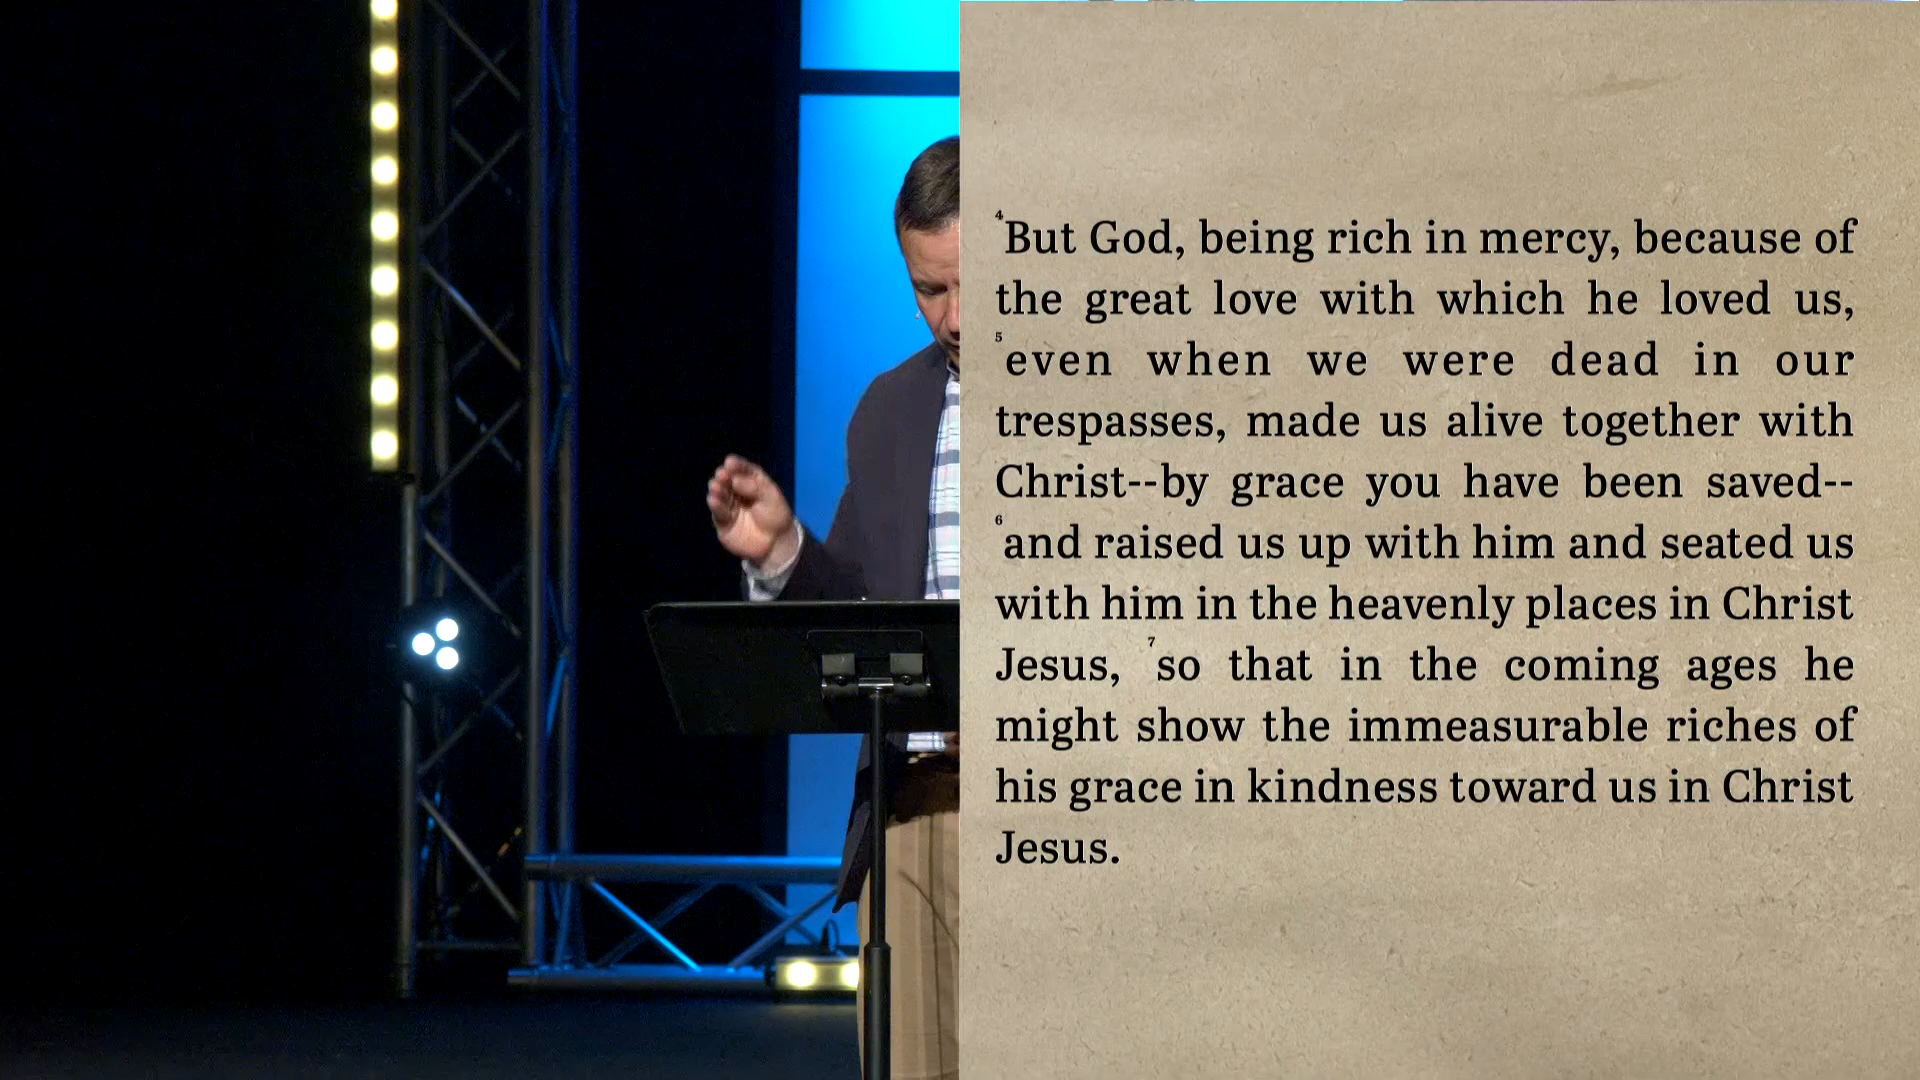 ⁴But God, being rich in mercy, because of
the great love with which he loved us,
⁵even when we were dead in our
trespasses, made us alive together with
Christ--by grace you have been saved--
⁶and raised us up with him and seated us
with him in the heavenly places in Christ
Jesus, ⁷so that in the coming ages he
might show the immeasurable riches of
his grace in kindness toward us in Christ
Jesus.